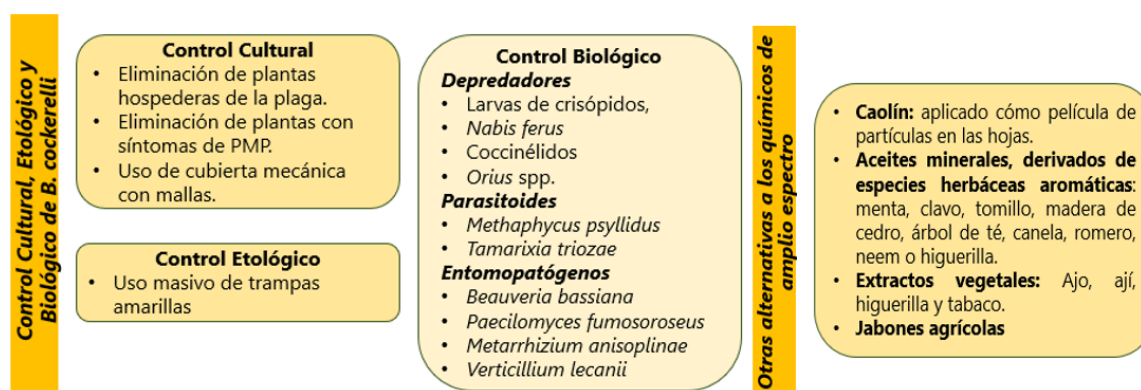 Control Cultural, Etológico y
Biológico de B. cockerelli
Control Cultural
• Eliminación de plantas
hospederas de la plaga.
• Eliminación de plantas con
síntomas de PMP.
• Uso de cubierta mecánica
con mallas.
Control Etológico
• Uso masivo de trampas
amarillas
Control Biológico
Depredadores
• Larvas de crisópidos,
• Nabis ferus
• Coccinélidos
• Orius spp.
Parasitoides
• Methaphycus psyllidus
• Tamarixia triozae
Entomopatógenos
• Beauveria bassiana
• Paecilomyces fumosoroseus
• Metarrhizium anisoplinae
• Verticillium lecanii
Otras alternativas a los químicos de
amplio espectro
• Caolín: aplicado cómo película de
partículas en las hojas.
• Aceites minerales, derivados de
especies herbáceas aromáticas:
menta, clavo, tomillo, madera de
cedro, árbol de té, canela, romero,
neem o higuerilla.
• Extractos vegetales: Ajo, ají,
higuerilla y tabaco.
• Jabones agrícolas